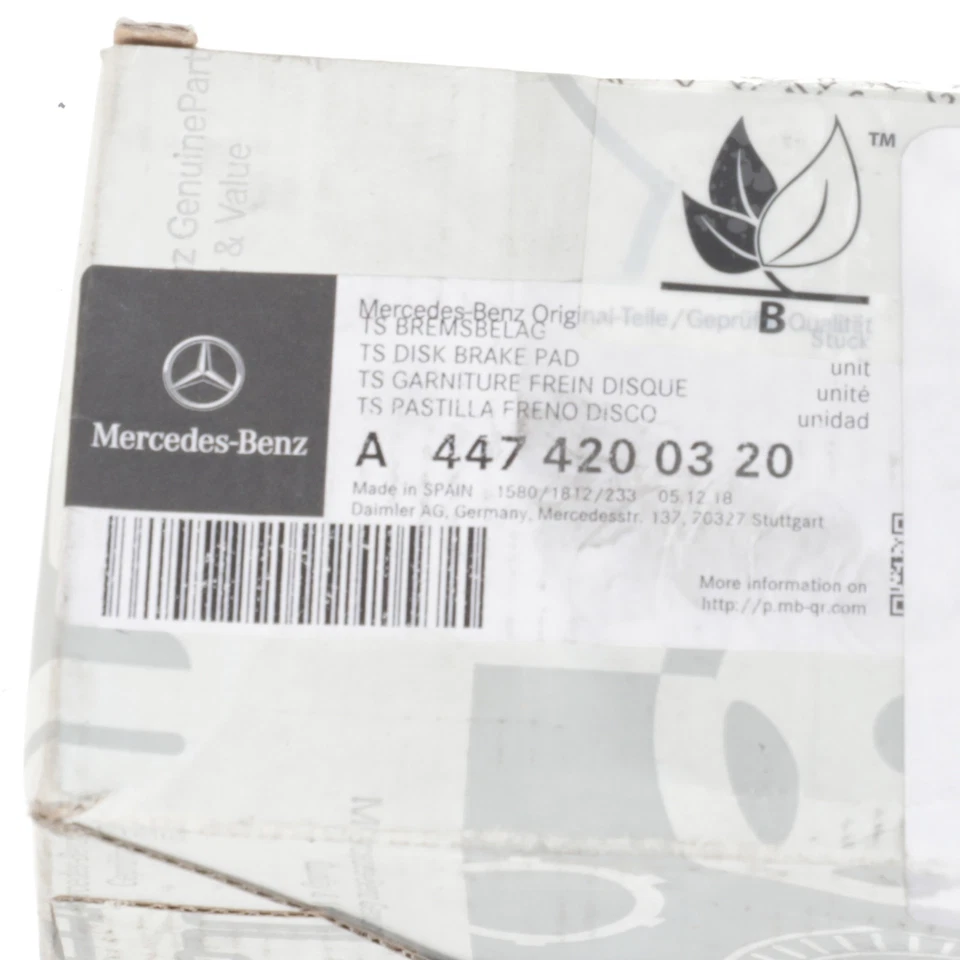 GenuinePart
& Value
TM
B
Mercedes-Benz
Mercedes-Benz Original-Teile/Geprüfte Qualität
TS BREMSBELAG Stück
TS DISK BRAKE PAD unit
TS GARNITURE FREIN DISQUE unité
TS PASTILLA FRENO DISCO unidad
A 447 420 03 20
Made in SPAIN 1580/1812/233 05.12.18
Daimler AG, Germany, Mercedesstr. 137, 70327 Stuttgart
More information on
http://p.mb-qr.com